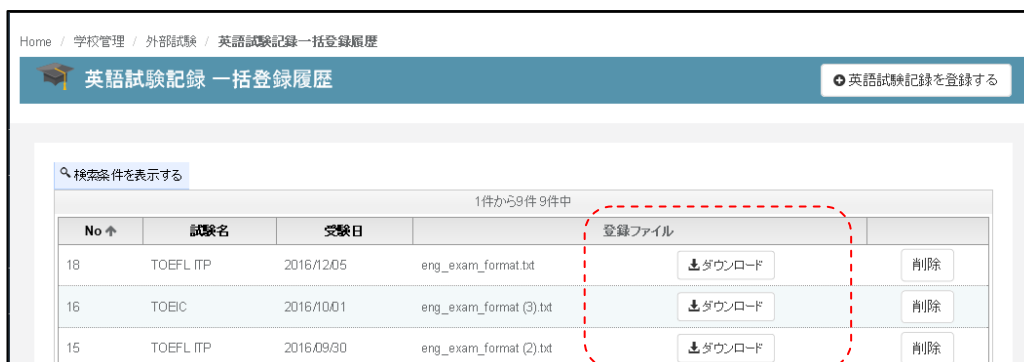 Home / 学校管理 / 外部試験 / 英語試験記録一括登録履歴
英語試験記録 一括登録履歴 英語試験記録を登録する
検索条件を表示する
1件から9件 9件中
No 試験名 受験日 登録ファイル
18 TOEFL ITP 2016/12/05 eng_exam_format.txt ダウンロード 削除
16 TOEIC 2016/10/01 eng_exam_format (3).txt ダウンロード 削除
15 TOEFL ITP 2016/09/30 eng_exam_format (2).txt ダウンロード 削除